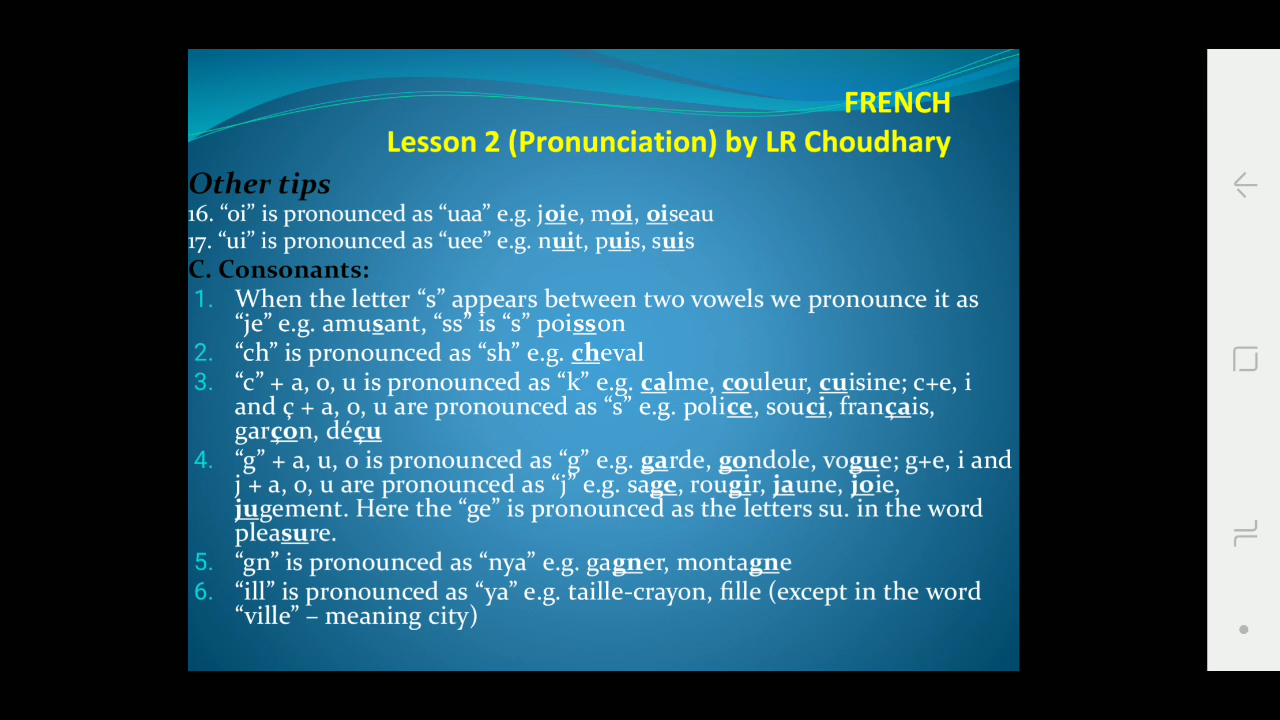 FRENCH
Lesson 2 (Pronunciation) by LR Choudhary
Other tips
16. “oi” is pronounced as “uaa” e.g. joie, moi, oiseau
17. “ui” is pronounced as “uee” e.g. nuit, puis, suis
C. Consonants:
1. When the letter “s” appears between two vowels we pronounce it as
“je” e.g. amusant, “ss” is “s” poisson
2. “ch” is pronounced as “sh” e.g. cheval
3. “c” + a, o, u is pronounced as “k” e.g. calme, couleur, cuisine; c+e, i
and ç + a, o, u are pronounced as “s” e.g. police, souci, français,
garçon, déçu
4. “g” + a, u, o is pronounced as “g” e.g. garde, gondole, vogue; g+e, i and
j + a, o, u are pronounced as “j” e.g. sage, rougir, jaune, joie,
jugement. Here the “ge” is pronounced as the letters su. in the word
pleasure.
5. “gn” is pronounced as “nya” e.g. gagner, montagne
6. “ill” is pronounced as “ya” e.g. taille-crayon, fille (except in the word
“ville” – meaning city)